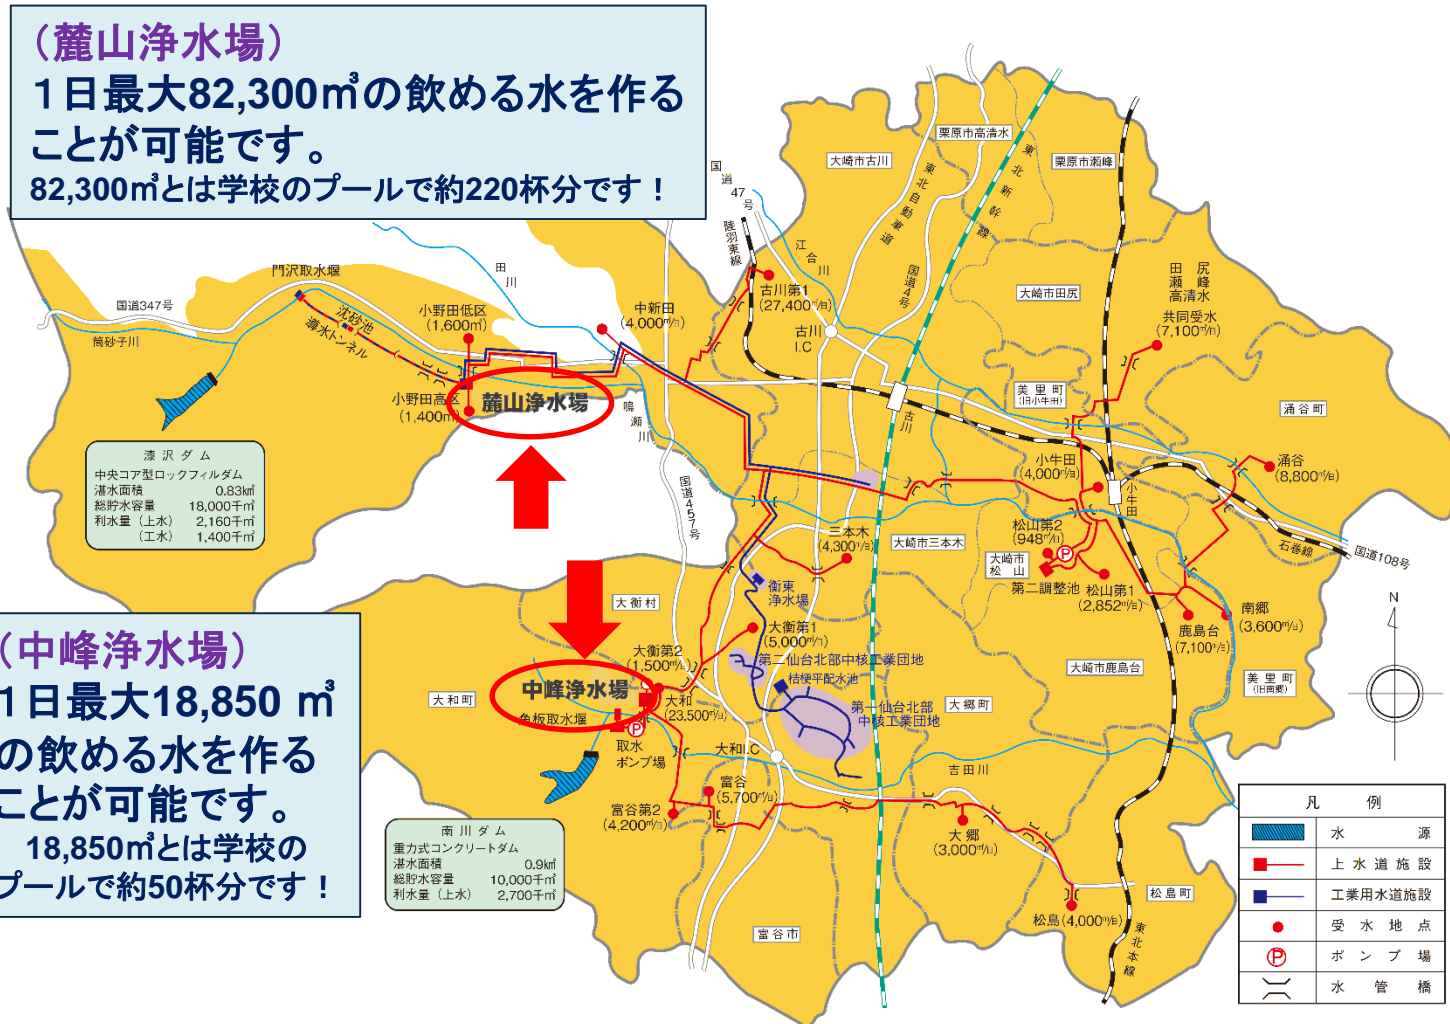 （麓山浄水場）
１日最大82,300㎥の飲める水を作る
ことが可能です。
82,300㎥とは学校のプールで約220杯分です！
（中峰浄水場）
１日最大18,850 ㎥
の飲める水を作る
ことが可能です。
18,850㎥とは学校の
プールで約50杯分です！
国道47号
陸羽東線
江合川
東北自動車道
国道4号
東北新幹線
大崎市古川
栗原市高清水
栗原市瀬峰
大崎市田尻
田尻
瀬峰
高清水
共同受水
(7,100㎥/日)
門沢取水堰
国道347号
筒砂子川
沈砂池
導水トンネル
田川
小野田低区
(1,600㎥)
小野田高区
(1,400㎥)
麓山浄水場
中新田
(4,000㎥/日)
古川第1
(27,400㎥/日)
古川
I.C
古川
鳴瀬川
国道457号
美里町
(旧小牛田)
涌谷町
小牛田
(4,000㎥/日)
小牛田
涌谷
(8,800㎥/日)
石巻線
国道108号
漆沢ダム
中央コア型ロックフィルダム
湛水面積 0.83㎢
総貯水容量 18,000千㎥
利水量（上水） 2,160千㎥
（工水） 1,400千㎥
三本木
(4,300㎥/日)
大崎市三本木
松山第2
(948㎥/日)
大崎市
松山
第二調整池
松山第1
(2,852㎥/日)
鹿島台
(7,100㎥/日)
南郷
(3,600㎥/日)
大崎市鹿島台
美里町
(旧南郷)
衡東
浄水場
大衡村
大衡第1
(5,000㎥/日)
大衡第2
(1,500㎥/日)
第二仙台北部中核工業団地
桔梗平配水池
第一仙台北部
中核工業団地
大和町
中峰浄水場
大和
(23,500㎥/日)
魚板取水堰
取水
ポンプ場
大和I.C
大郷町
吉田川
富谷
(5,700㎥/日)
富谷第2
(4,200㎥/日)
大郷
(3,000㎥/日)
松島(4,000㎥/日)
松島町
東北本線
富谷市
南川ダム
重力式コンクリートダム
湛水面積 0.9㎢
総貯水容量 10,000千㎥
利水量（上水） 2,700千㎥
N
凡例
水源
上水道施設
工業用水道施設
受水地点
P ポンプ場
水管橋